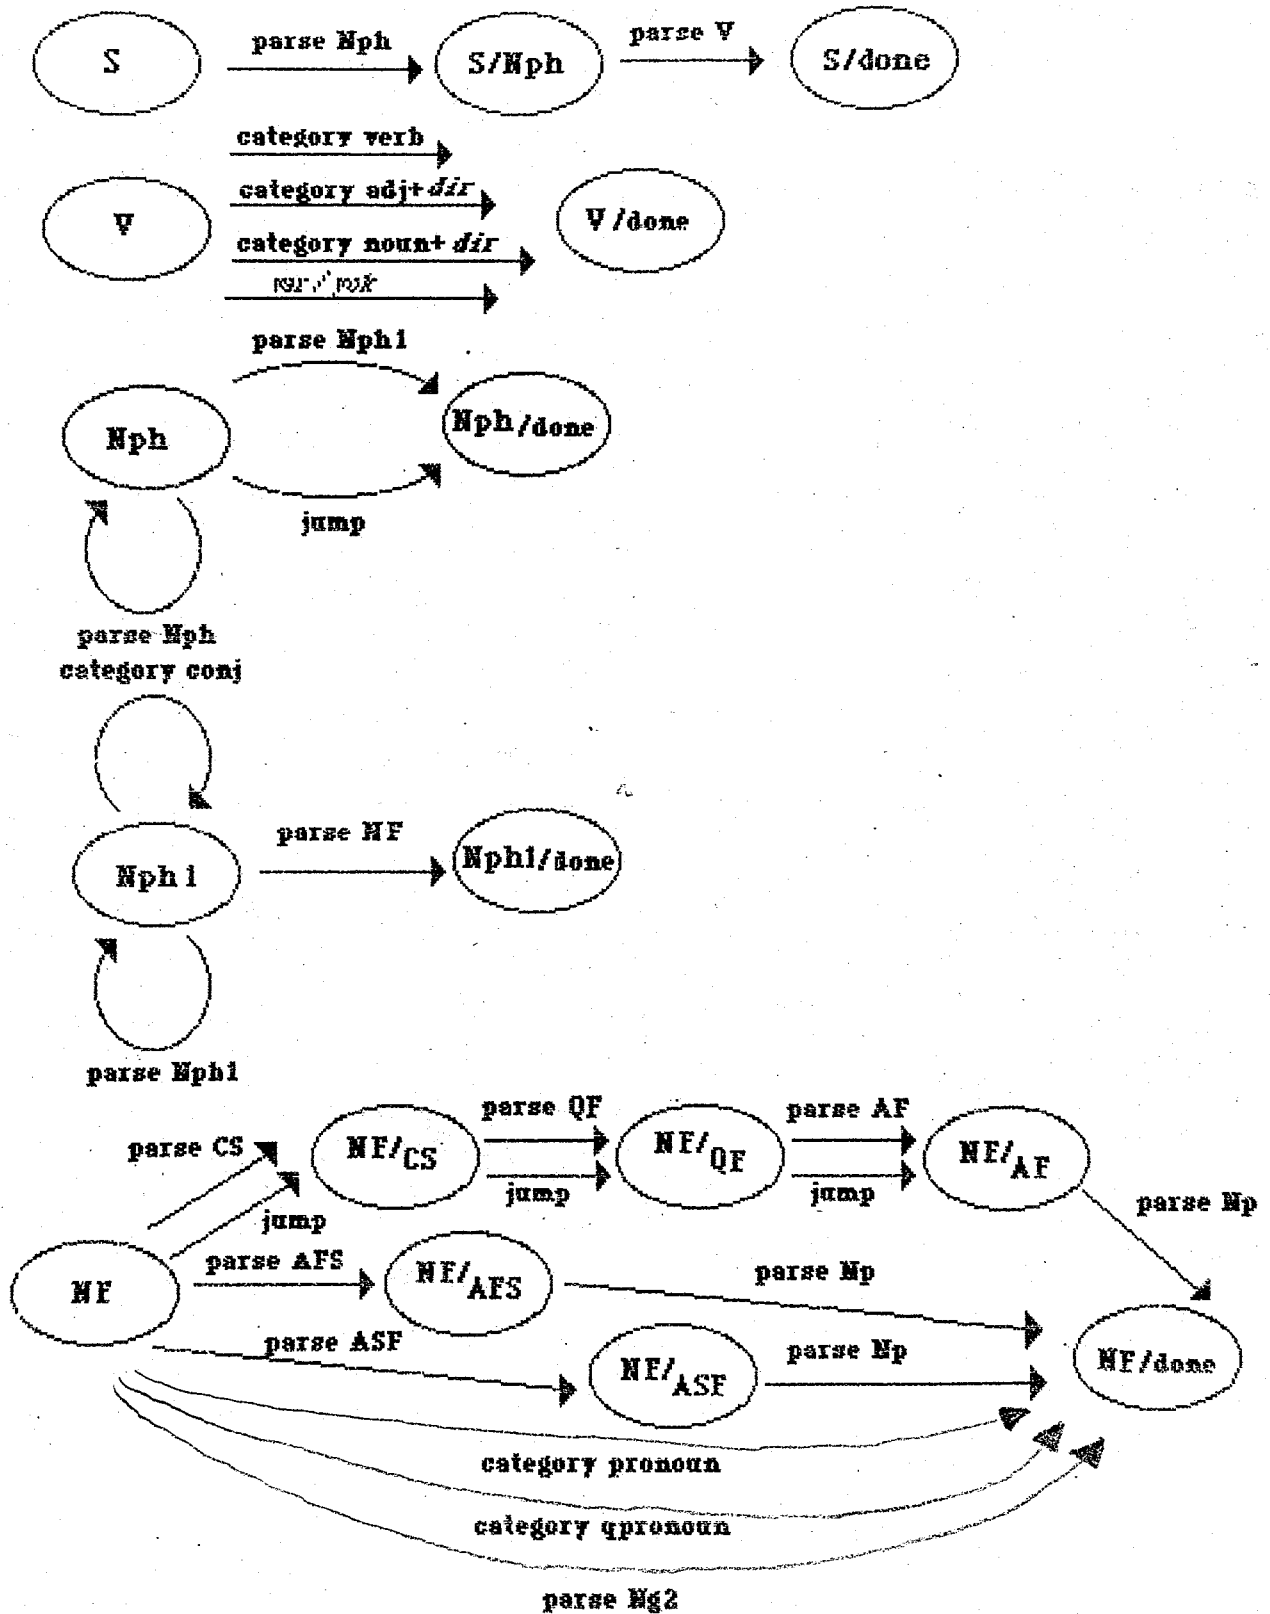 S
parse Nph
S/Nph
parse V
S/done
category verb
category adj+dir
category noun+dir
V
V/done
var / yok
parse Nph1
Nph
Nph/done
jump
parse Nph
category conj
Nph1
parse NF
Nph1/done
parse Nph1
parse CS
jump
NF/CS
parse QF
jump
NF/QF
parse AF
jump
NF/AF
parse Np
NF
parse AFS
NF/AFS
parse Np
parse ASF
NF/ASF
parse Np
NF/done
category pronoun
category qpronoun
parse Ng2